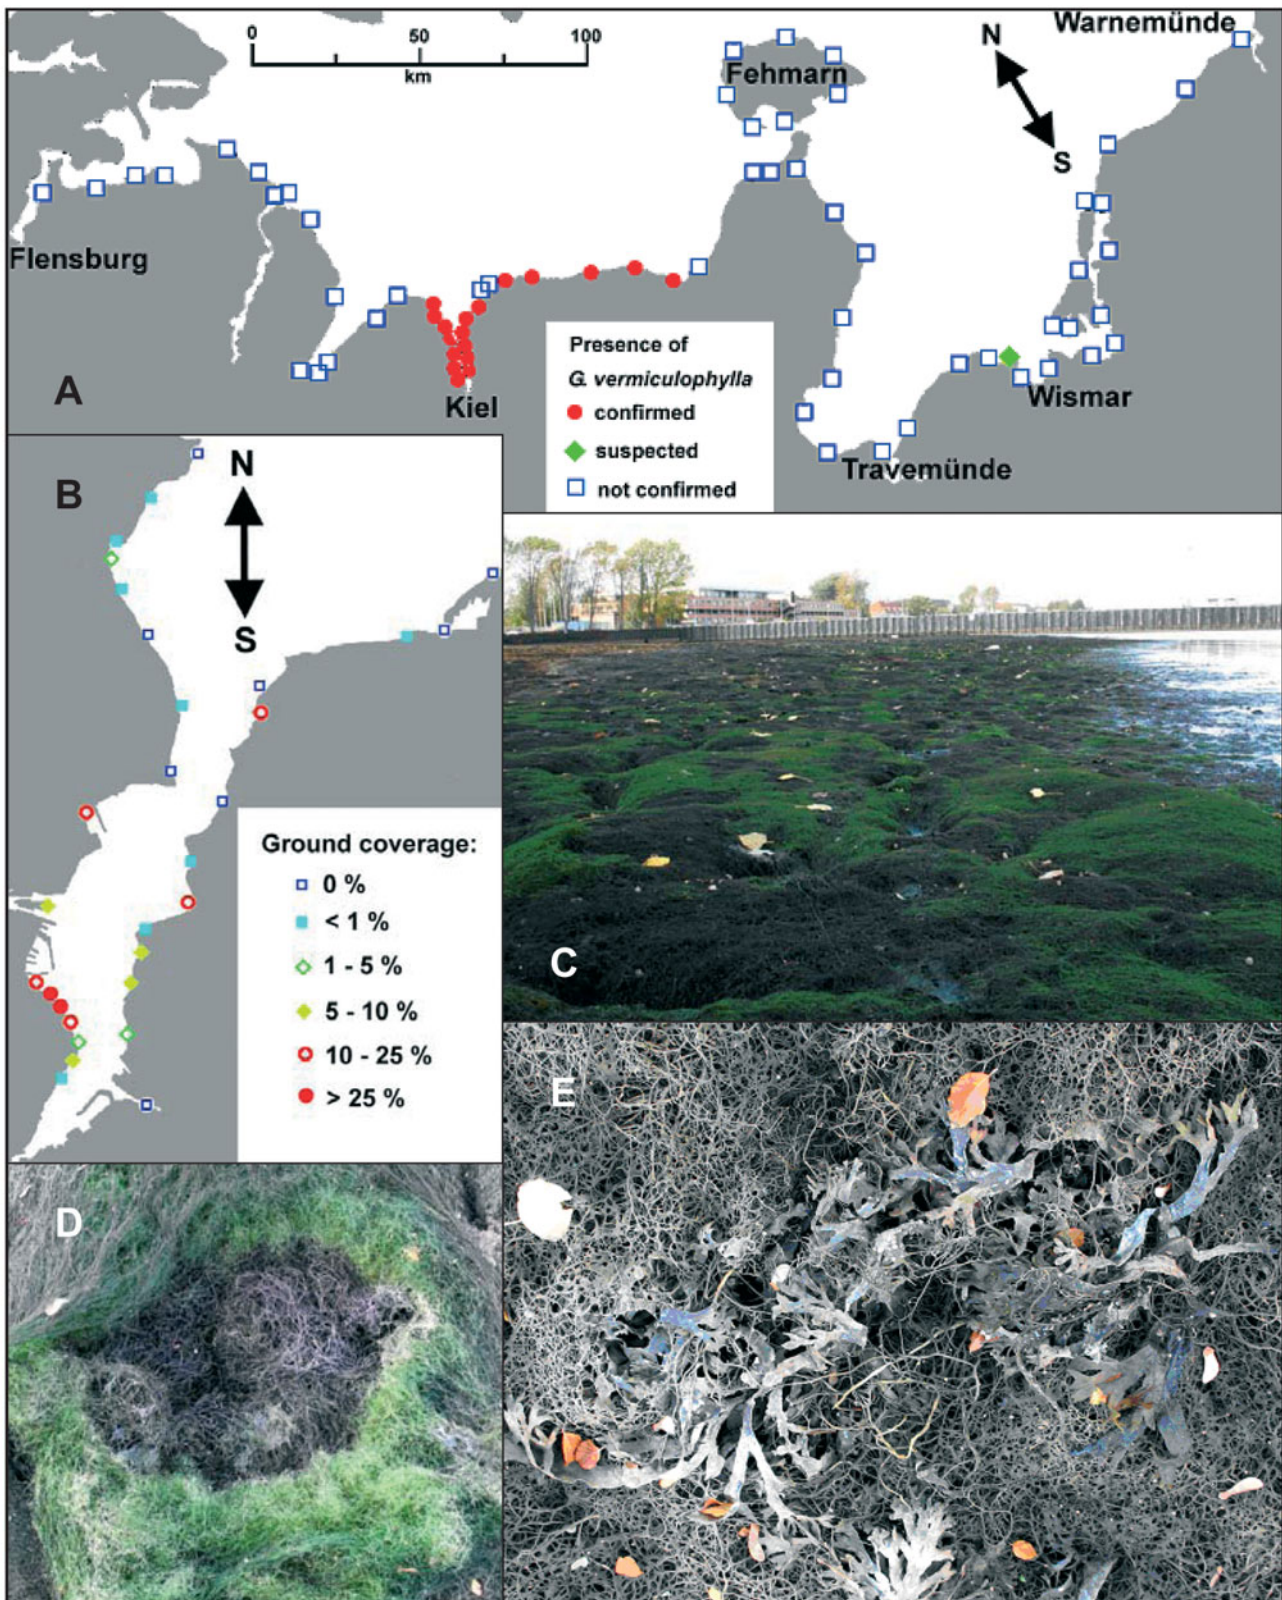 Warnemünde
0
50
100
km
N
Fehmarn
S
Flensburg
Presence of
G. vermiculophylla
confirmed
suspected
not confirmed
A
Kiel
Wismar
Travemünde
B
N
S
Ground coverage:
0 %
< 1 %
1 - 5 %
5 - 10 %
10 - 25 %
> 25 %
C
D
E